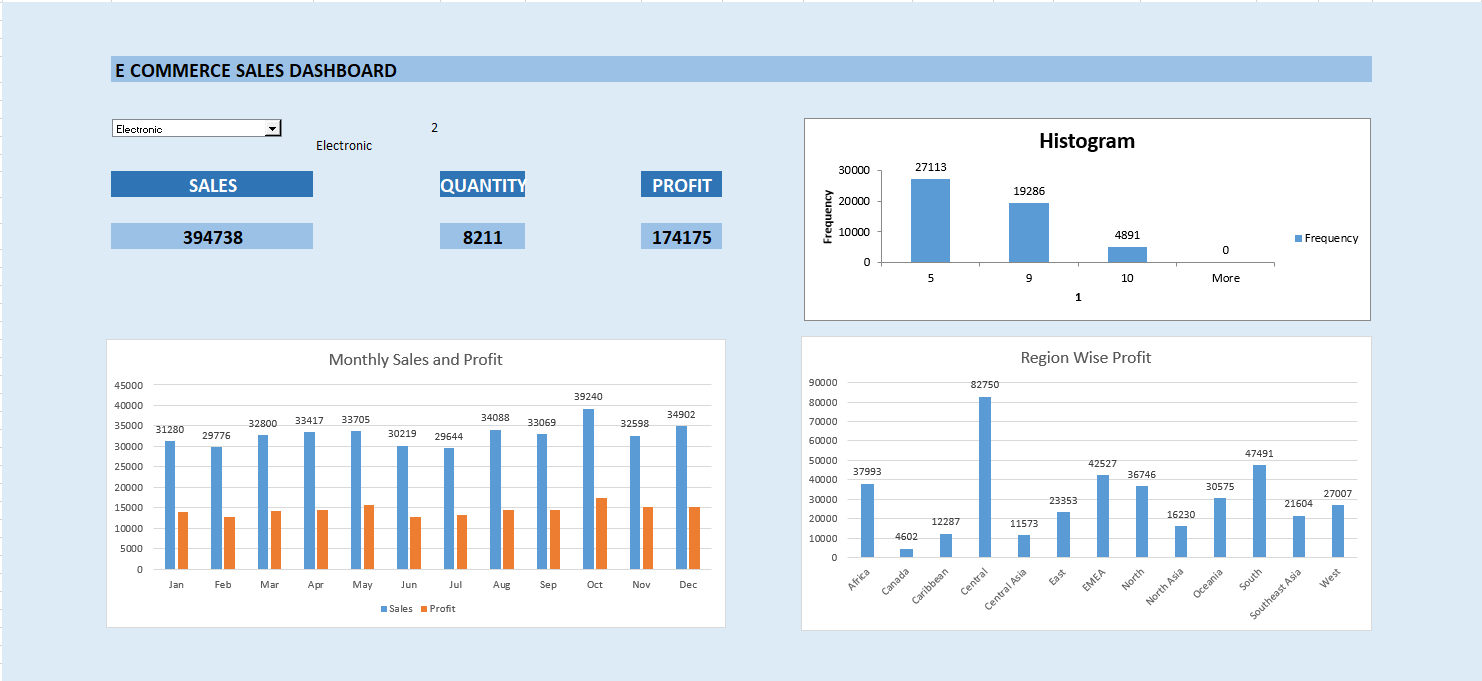 E COMMERCE SALES DASHBOARD
Electronic
2
Electronic
SALES QUANTITY PROFIT
394738 8211 174175
Histogram
Frequency
30000
20000
10000
0
27113
19286
4891
0
5 9 10 More
1
Frequency
Monthly Sales and Profit
45000
40000
35000
30000
25000
20000
15000
10000
5000
0
31280 29776 32800 33417 33705 30219 29644 34088 33069 39240 32598 34902
Jan Feb Mar Apr May Jun Jul Aug Sep Oct Nov Dec
Sales Profit
Region Wise Profit
90000
80000
70000
60000
50000
40000
30000
20000
10000
0
37993 4602 12287 82750 11573 23353 42527 36746 16230 30575 47491 21604 27007
Africa Canada Caribbean Central Central Asia East EMEA North North Asia Oceania South Southeast Asia West